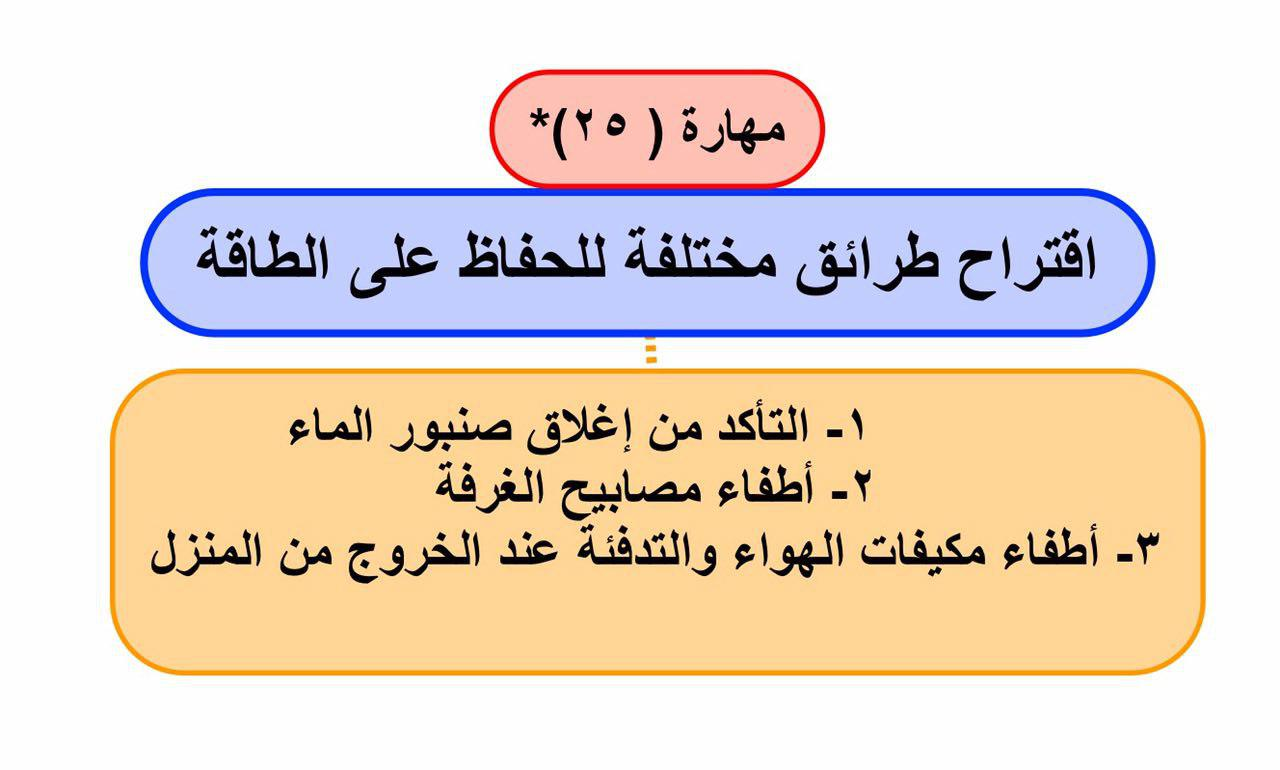 مهارة ( ٢٥)*
اقتراح طرائق مختلفة للحفاظ على الطاقة
١- التأكد من إغلاق صنبور الماء
٢- أطفاء مصابيح الغرفة
٣- أطفاء مكيفات الهواء والتدفئة عند الخروج من المنزل